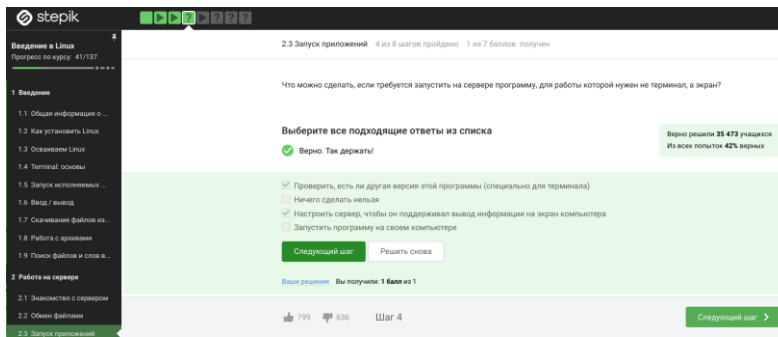 stepik
Введение в Linux
Прогресс по курсу: 41/137
1 Введение
1.1 Общая информация о ...
1.2 Как установить Linux
1.3 Осваиваем Linux
1.4 Terminal: основы
1.5 Запуск исполняемых ...
1.6 Ввод / вывод
1.7 Скачивание файлов из...
1.8 Работа с архивами
1.9 Поиск файлов и слов в...
2 Работа на сервере
2.1 Знакомство с сервером
2.2 Обмен файлами
2.3 Запуск приложений
2.3 Запуск приложений 4 из 8 шагов пройдено 1 из 7 баллов получен
Что можно сделать, если требуется запустить на сервере программу, для работы которой нужен не терминал, а экран?
Выберите все подходящие ответы из списка
Верно. Так держать!
Верно решили 35 473 учащихся
Из всех попыток 42% верных
Проверить, есть ли другая версия этой программы (специально для терминала)
Ничего сделать нельзя
Настроить сервер, чтобы он поддерживал вывод информации на экран компьютера
Запустить программу на своем компьютере
Следующий шаг Решить снова
Ваши решения Вы получили: 1 балл из 1
799 636 Шаг 4 Следующий шаг